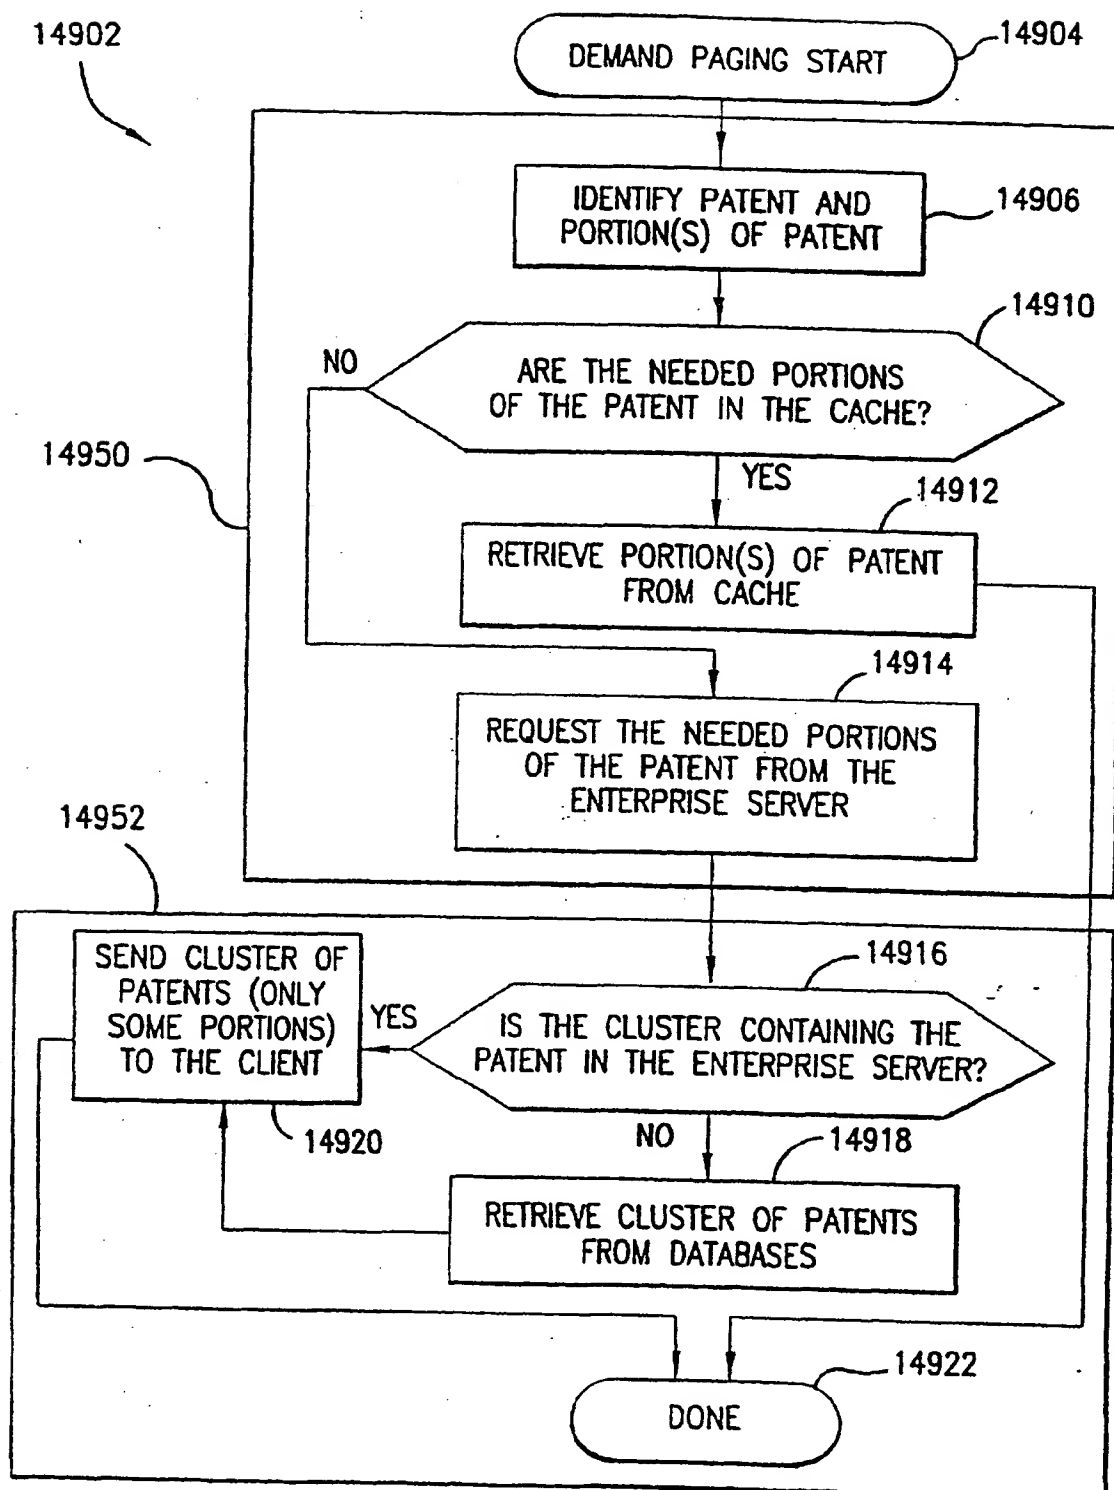 14902
DEMAND PAGING START
14904
IDENTIFY PATENT AND
PORTION(S) OF PATENT
14906
14910
NO
ARE THE NEEDED PORTIONS
OF THE PATENT IN THE CACHE?
14950
YES
14912
RETRIEVE PORTION(S) OF PATENT
FROM CACHE
14914
REQUEST THE NEEDED PORTIONS
OF THE PATENT FROM THE
ENTERPRISE SERVER
14952
SEND CLUSTER OF
PATENTS (ONLY
SOME PORTIONS)
TO THE CLIENT
YES
14916
IS THE CLUSTER CONTAINING THE
PATENT IN THE ENTERPRISE SERVER?
14920
NO
14918
RETRIEVE CLUSTER OF PATENTS
FROM DATABASES
14922
DONE